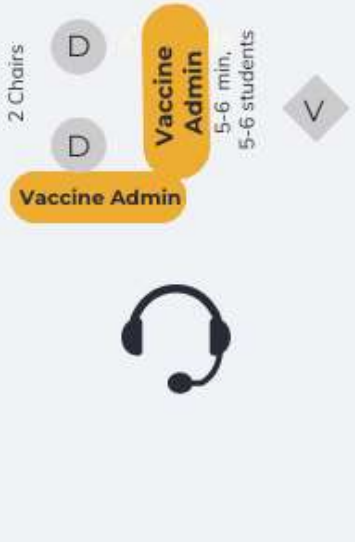 2 Chairs
D
D
Vaccine
Admin
5-6 min,
5-6 students
V
Vaccine Admin